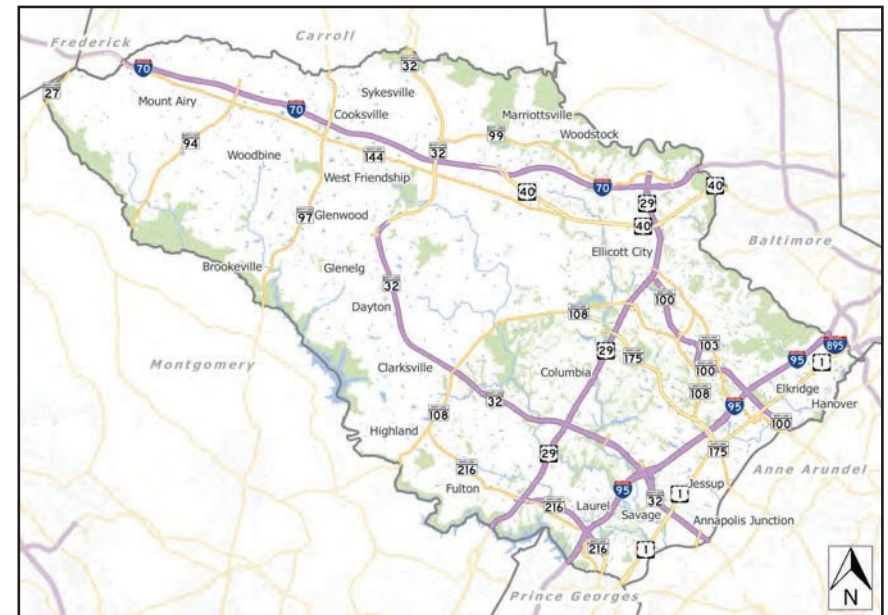 Frederick
Carroll
70
32
27
Mount Airy
70
Sykesville
Cooksville
Marriottsville
99
Woodstock
94
Woodbine
144
32
West Friendship
70
40
29
40
97
Glenwood
40
Baltimore
Ellicott City
Brookeville
Glenelg
32
100
Dayton
108
103
895
Montgomery
29
175
95
1
Clarksville
Columbia
100
Elkridge
32
108
95
Hanover
108
100
Highland
175
29
Anne Arundel
216
Fulton
95
Jessup
1
216
Laurel
32
Savage
Annapolis Junction
216
1
Prince Georges
N
MARYLAND